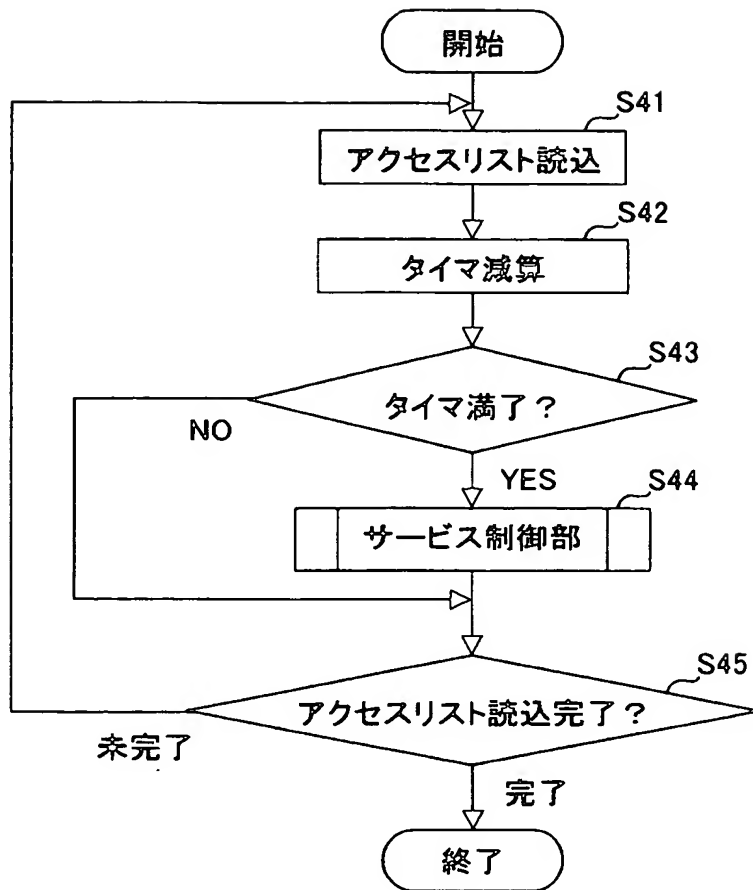 開始
S41
アクセスリスト読込
S42
タイマ減算
S43
タイマ満了？
NO
YES
S44
サービス制御部
S45
アクセスリスト読込完了？
未完了
完了
終了